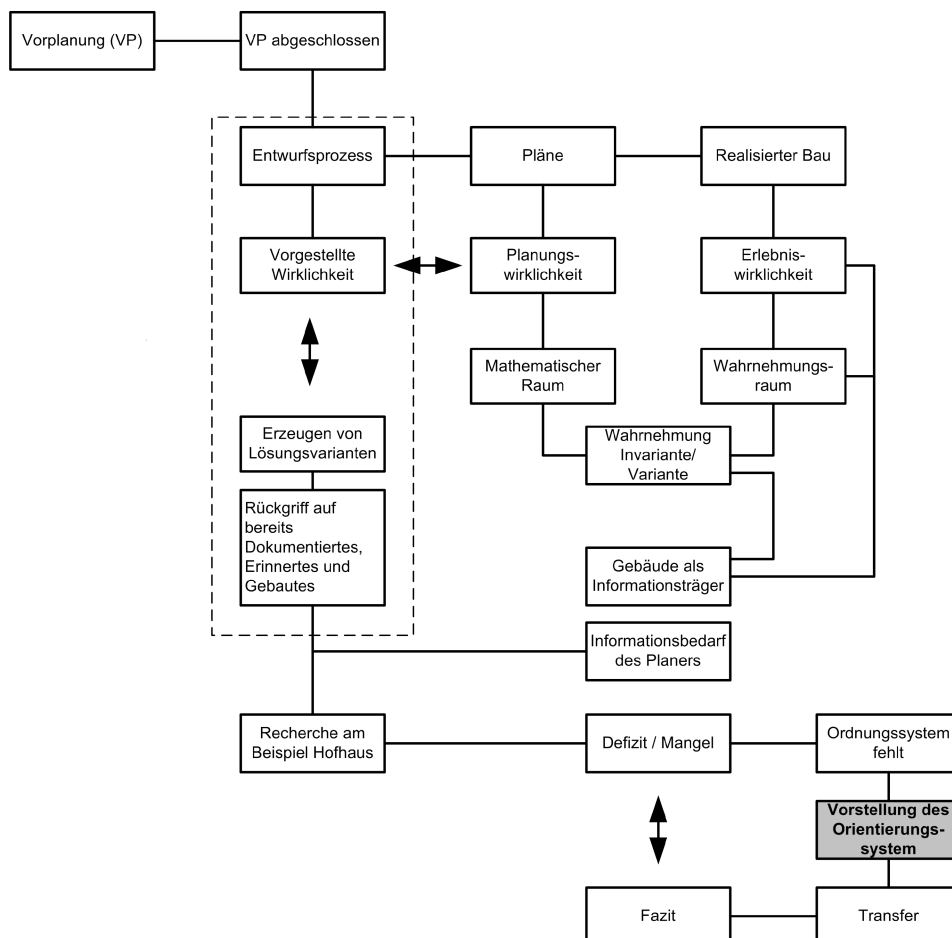 Vorplanung (VP)
VP abgeschlossen
Entwurfsprozess
Pläne
Realisierter Bau
Vorgestellte
Wirklichkeit
Planungs-
wirklichkeit
Erlebnis-
wirklichkeit
Mathematischer
Raum
Wahrnehmungs-
raum
Erzeugen von
Lösungsvarianten
Wahrnehmung
Invariante/
Variante
Rückgriff auf
bereits
Dokumentiertes,
Erinnertes und
Gebautes
Gebäude als
Informationsträger
Informationsbedarf
des Planers
Recherche am
Beispiel Hofhaus
Defizit / Mangel
Ordnungssystem
fehlt
Vorstellung des
Orientierungs-
system
Fazit
Transfer